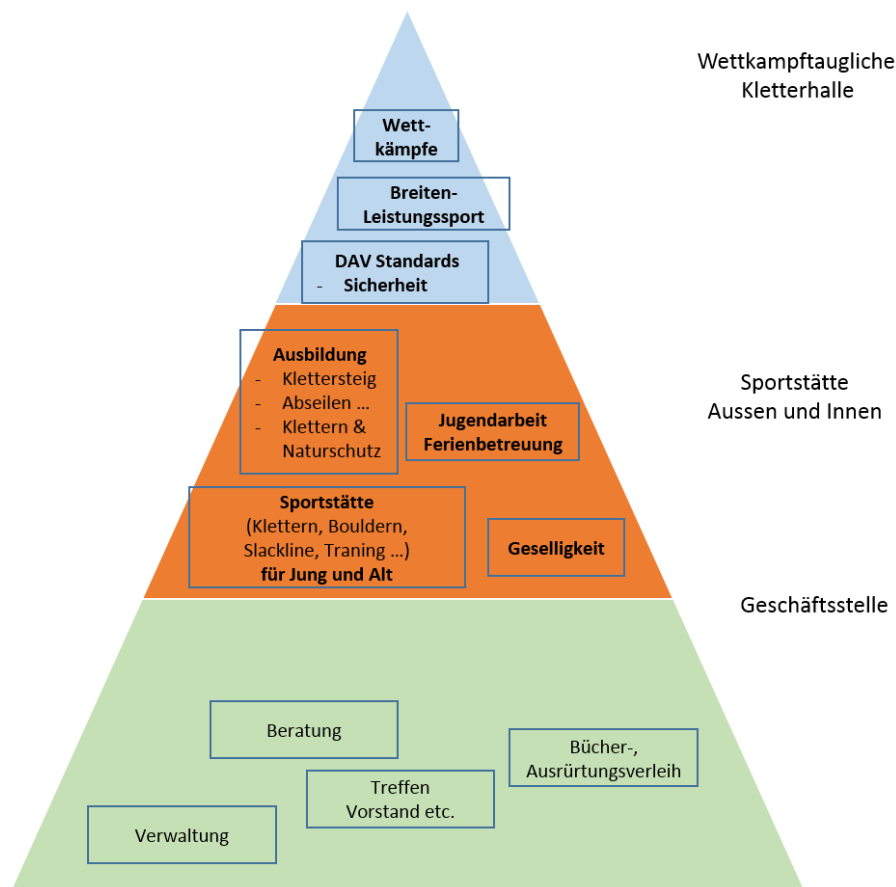 Wettkampftaugliche
Kletterhalle
Wett-
kämpfe
Breiten-
Leistungssport
DAV Standards
- Sicherheit
Ausbildung
- Klettersteig
- Abseilen ...
- Klettern &
Naturschutz
Sportstätte
Aussen und Innen
Jugendarbeit
Ferienbetreuung
Sportstätte
(Klettern, Bouldern,
Slackline, Traning ...)
für Jung und Alt
Geselligkeit
Geschäftsstelle
Beratung
Bücher-,
Ausrürtungsverleih
Treffen
Vorstand etc.
Verwaltung